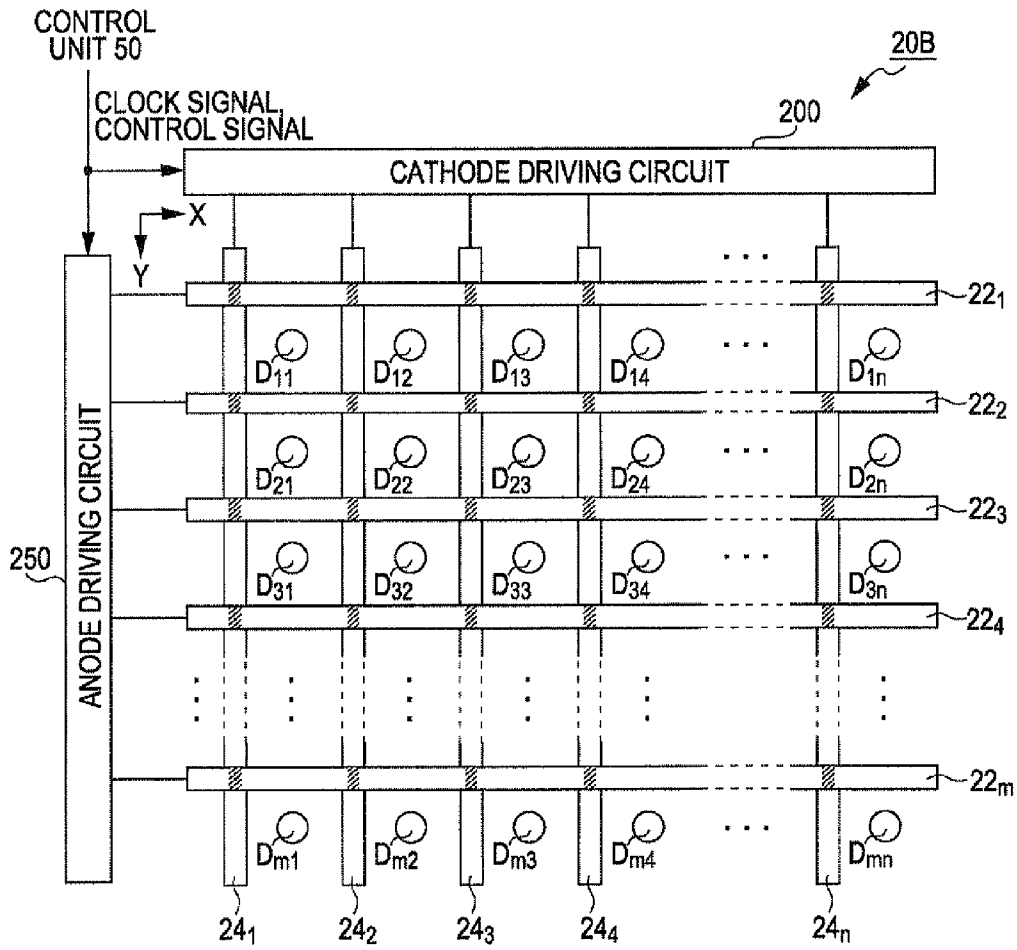 CONTROL
UNIT 50
20B
CLOCK SIGNAL,
CONTROL SIGNAL
200
CATHODE DRIVING CIRCUIT
X
Y
. . .
22₁
D₁₁ D₁₂ D₁₃ D₁₄ . . . D₁ₙ
22₂
D₂₁ D₂₂ D₂₃ D₂₄ . . . D₂ₙ
22₃
250
ANODE DRIVING CIRCUIT
D₃₁ D₃₂ D₃₃ D₃₄ . . . D₃ₙ
22₄
22ₘ
Dₘ₁ Dₘ₂ Dₘ₃ Dₘ₄ . . . Dₘₙ
24₁ 24₂ 24₃ 24₄ 24ₙ